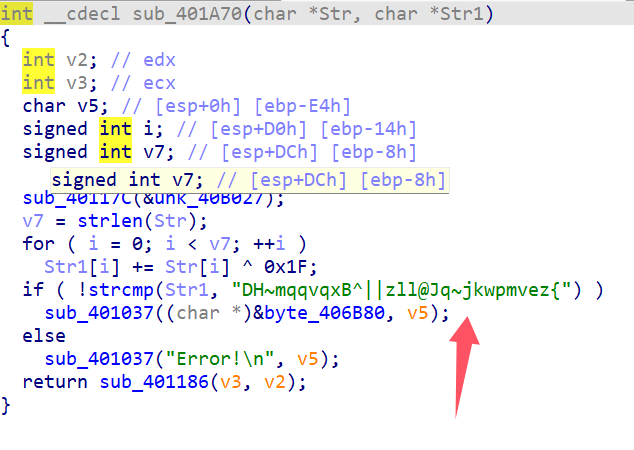 int __cdecl sub_401A70(char *Str, char *Str1)
{
int v2; // edx
int v3; // ecx
char v5; // [esp+0h] [ebp-E4h]
signed int i; // [esp+D0h] [ebp-14h]
signed int v7; // [esp+DCh] [ebp-8h]
signed int v7; // [esp+DCh] [ebp-8h]
sub_40117C(&unk_40B027);
v7 = strlen(Str);
for ( i = 0; i < v7; ++i )
Str1[i] += Str[i] ^ 0x1F;
if ( !strcmp(Str1, "DH~mqqvqxB^||zll@Jq~jkwpmvez{") )
sub_401037((char *)&byte_406B80, v5);
else
sub_401037("Error!\n", v5);
return sub_401186(v3, v2);
}